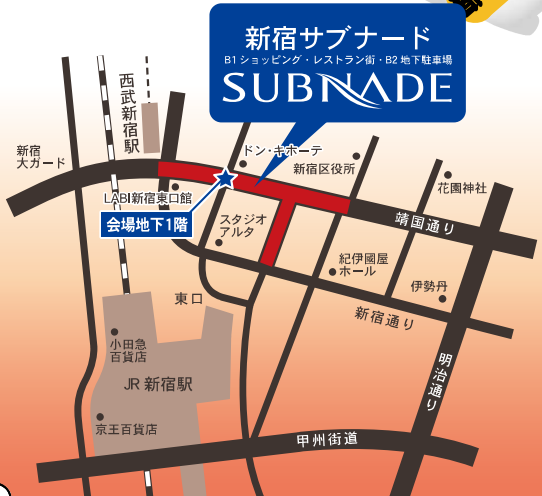 新宿サブナード
B1 ショッピング・レストラン街・B2 地下駐車場
SUBNADE
西武新宿駅
新宿
大ガード
ドン・キホーテ
新宿区役所
花園神社
LABI新宿東口館
会場地下1階
スタジオ
アルタ
靖国通り
紀伊國屋
ホール
伊勢丹
東口
新宿通り
小田急
百貨店
JR 新宿駅
明治通り
京王百貨店
甲州街道